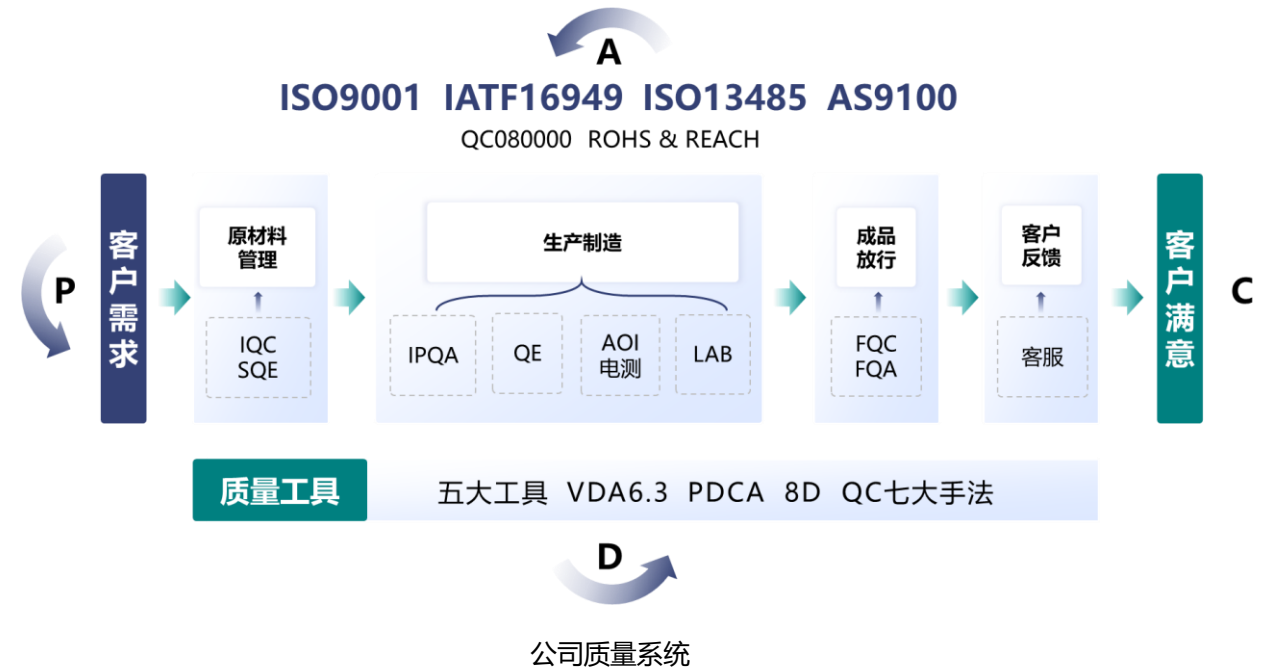 A
ISO9001 IATF16949 ISO13485 AS9100
QC080000 ROHS & REACH
P
客户需求
原材料
管理
IQC
SQE
生产制造
IPQA
QE
AOI
电测
LAB
成品
放行
FQC
FQA
客户
反馈
客服
客户满意
C
质量工具
五大工具 VDA6.3 PDCA 8D QC七大手法
D
公司质量系统